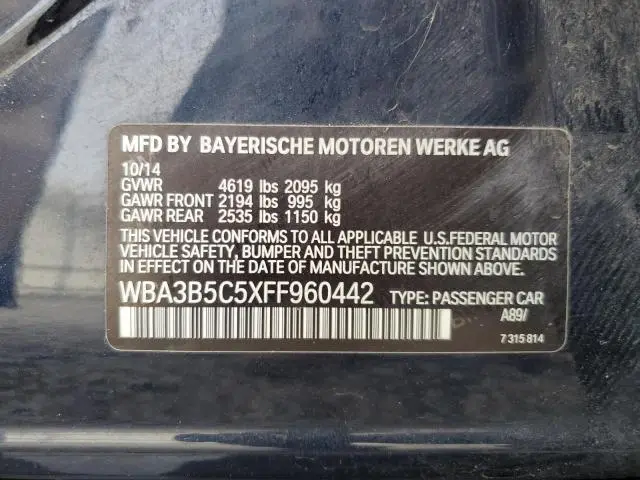 MFD BY BAYERISCHE MOTOREN WERKE AG
10/14
GVWR 4619 lbs 2095 kg
GAWR FRONT 2194 lbs 995 kg
GAWR REAR 2535 lbs 1150 kg
THIS VEHICLE CONFORMS TO ALL APPLICABLE U.S.FEDERAL MOTOR
VEHICLE SAFETY, BUMPER AND THEFT PREVENTION STANDARDS IN
EFFECT ON THE DATE OF MANUFACTURE SHOWN ABOVE.
WBA3B5C5XFF960442 TYPE: PASSENGER CAR
A89/
7 315 814